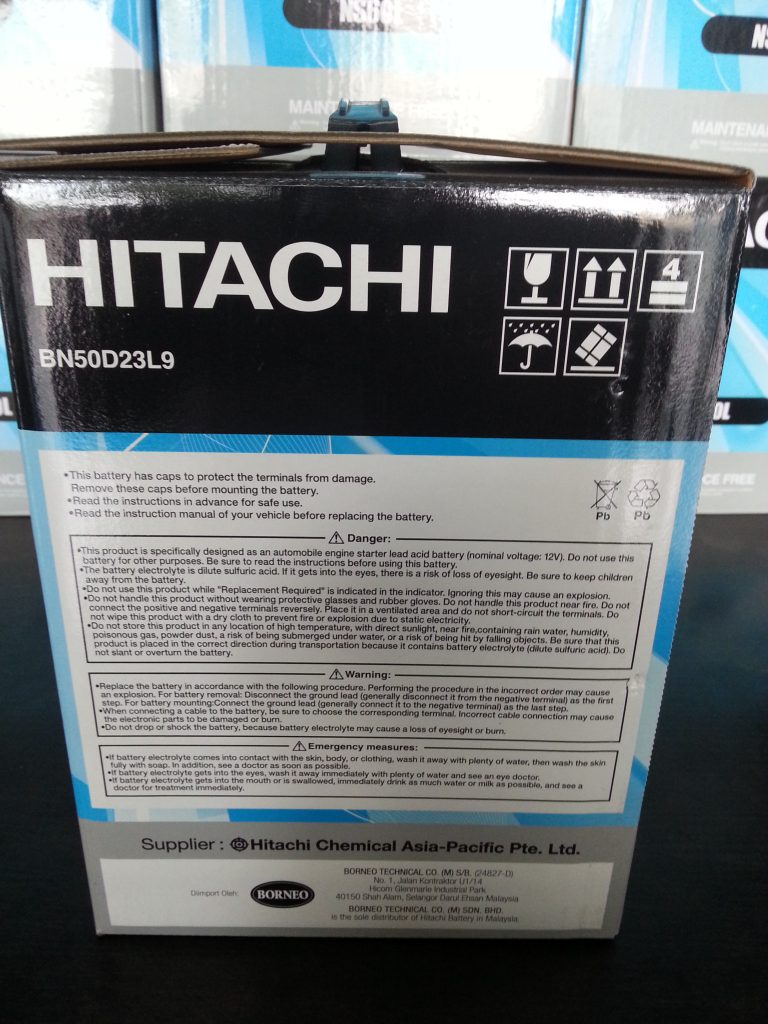 NS60L
MAINT
NS
MAINTENA
HITACHI
4
BN50D23L9
•This battery has caps to protect the terminals from damage.
Remove these caps before mounting the battery.
•Read the instructions in advance for safe use.
•Read the instruction manual of your vehicle before replacing the battery.
Pb
Pb
Danger:
•This product is specifically designed as an automobile engine starter lead acid battery (nominal voltage: 12V). Do not use this
battery for other purposes. Be sure to read the instructions before using this battery.
•The battery electrolyte is dilute sulfuric acid. If it gets into the eyes, there is a risk of loss of eyesight. Be sure to keep children
away from the battery.
•Do not use this product while "Replacement Required" is indicated in the indicator. Ignoring this may cause an explosion.
•Do not handle this product without wearing protective glasses and rubber gloves. Do not handle this product near fire. Do not
connect the positive and negative terminals reversely. Place it in a ventilated area and do not short-circuit the terminals. Do
not wipe this product with a dry cloth to prevent fire or explosion due to static electricity.
•Do not store this product in any location of high temperature, with direct sunlight, near fire,containing rain water, humidity,
poisonous gas, powder dust, a risk of being submerged under water, or a risk of being hit by falling objects. Be sure that this
product is placed in the correct direction during transportation because it contains battery electrolyte (dilute sulfuric acid). Do
not slant or overturn the battery.
Warning:
•Replace the battery in accordance with the following procedure. Performing the procedure in the incorrect order may cause
an explosion. For battery removal: Disconnect the ground lead (generally disconnect it from the negative terminal) as the first
step. For battery mounting:Connect the ground lead (generally connect it to the negative terminal) as the last step.
•When connecting a cable to the battery, be sure to choose the corresponding terminal. Incorrect cable connection may cause
the electronic parts to be damaged or burn.
•Do not drop or shock the battery, because battery electrolyte may cause a loss of eyesight or burn.
Emergency measures:
•If battery electrolyte comes into contact with the skin, body, or clothing, wash it away with plenty of water, then wash the skin
fully with soap. In addition, see a doctor as soon as possible.
•If battery electrolyte gets into the eyes, wash it away immediately with plenty of water and see an eye doctor.
•If battery electrolyte gets into the mouth or is swallowed, immediately drink as much water or milk as possible, and see a
doctor for treatment immediately.
Supplier : Hitachi Chemical Asia-Pacific Pte. Ltd.
Diimport Oleh:
BORNEO
BORNEO TECHNICAL CO. (M) S/B. (24827-D)
No. 1, Jalan Kontraktor U1/14
Hicom Glenmarie Industrial Park
40150 Shah Alam, Selangor Darul Ehsan Malaysia
BORNEO TECHNICAL CO. (M) SDN. BHD.
is the sole distributor of Hitachi Battery in Malaysia.
CE FREE